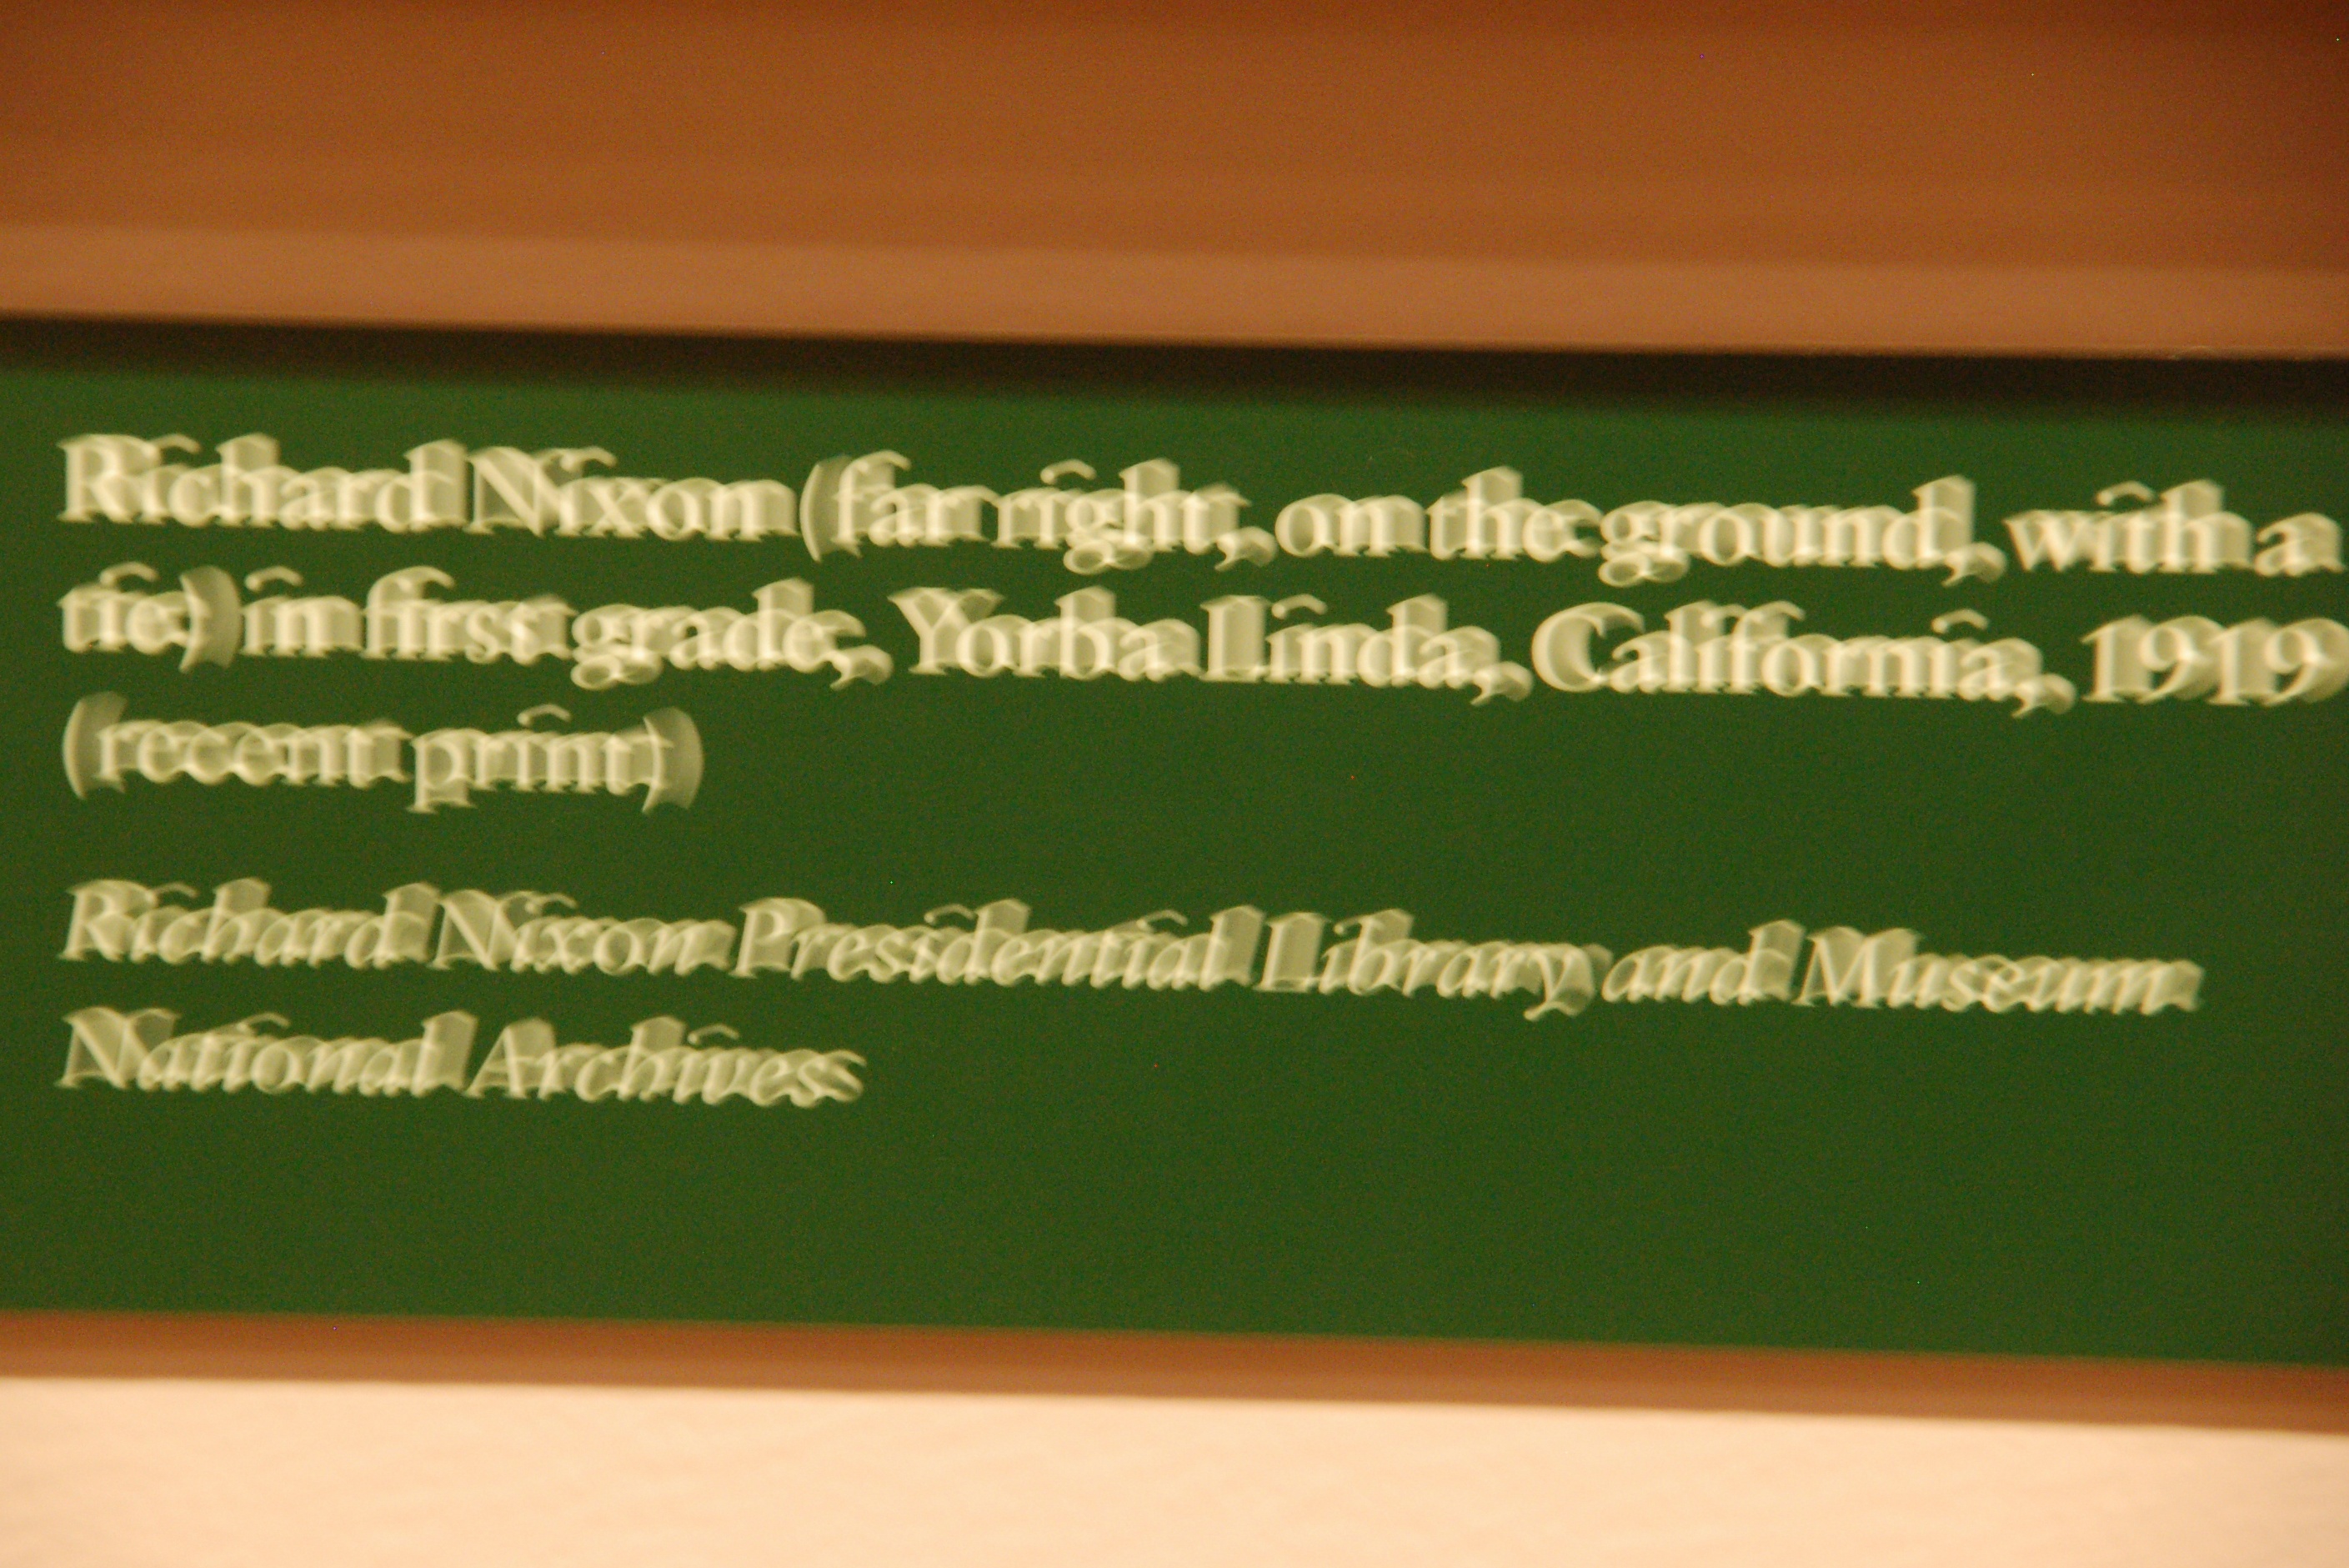 Richard Nixon (far right, on the ground, with a
tie) in first grade, Yorba Linda, California, 1919
(recent print)
Richard Nixon Presidential Library and Museum
National Archives